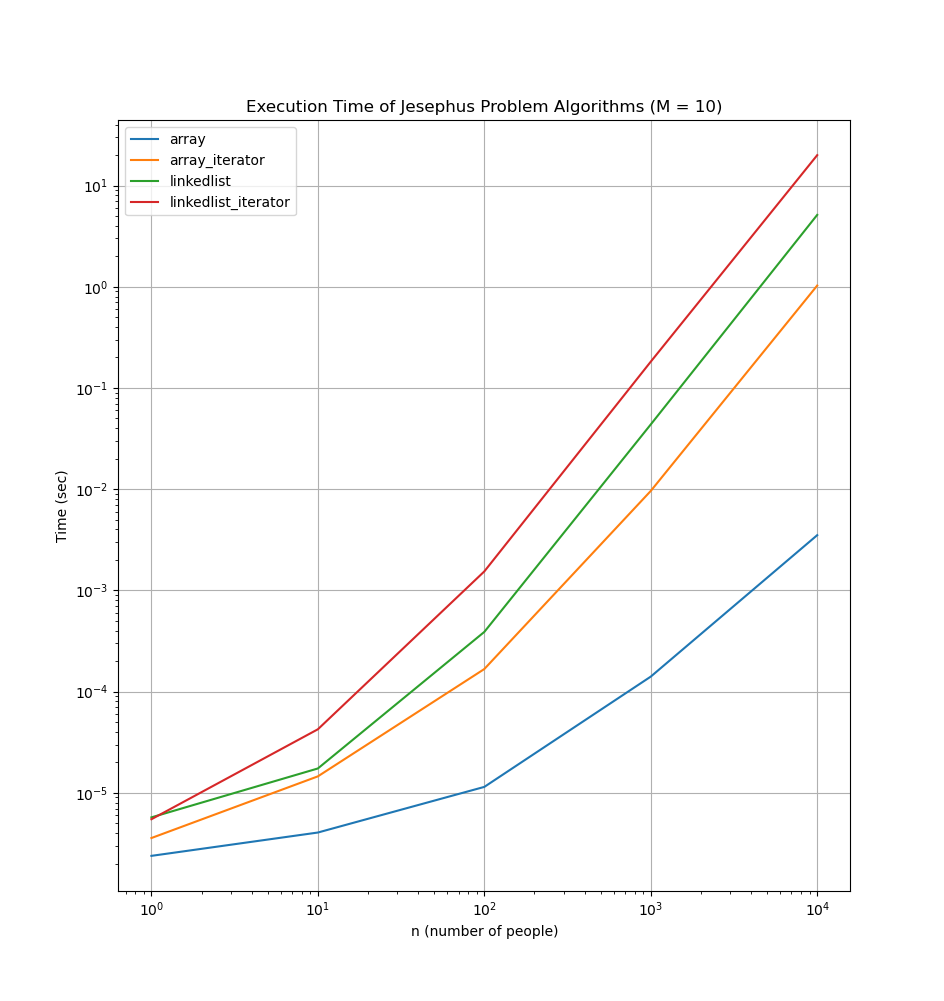 Execution Time of Jesephus Problem Algorithms (M = 10)
array
array_iterator
linkedlist
linkedlist_iterator
10¹
10⁰
10⁻¹
10⁻²
10⁻³
10⁻⁴
10⁻⁵
Time (sec)
10⁰ 10¹ 10² 10³ 10⁴
n (number of people)